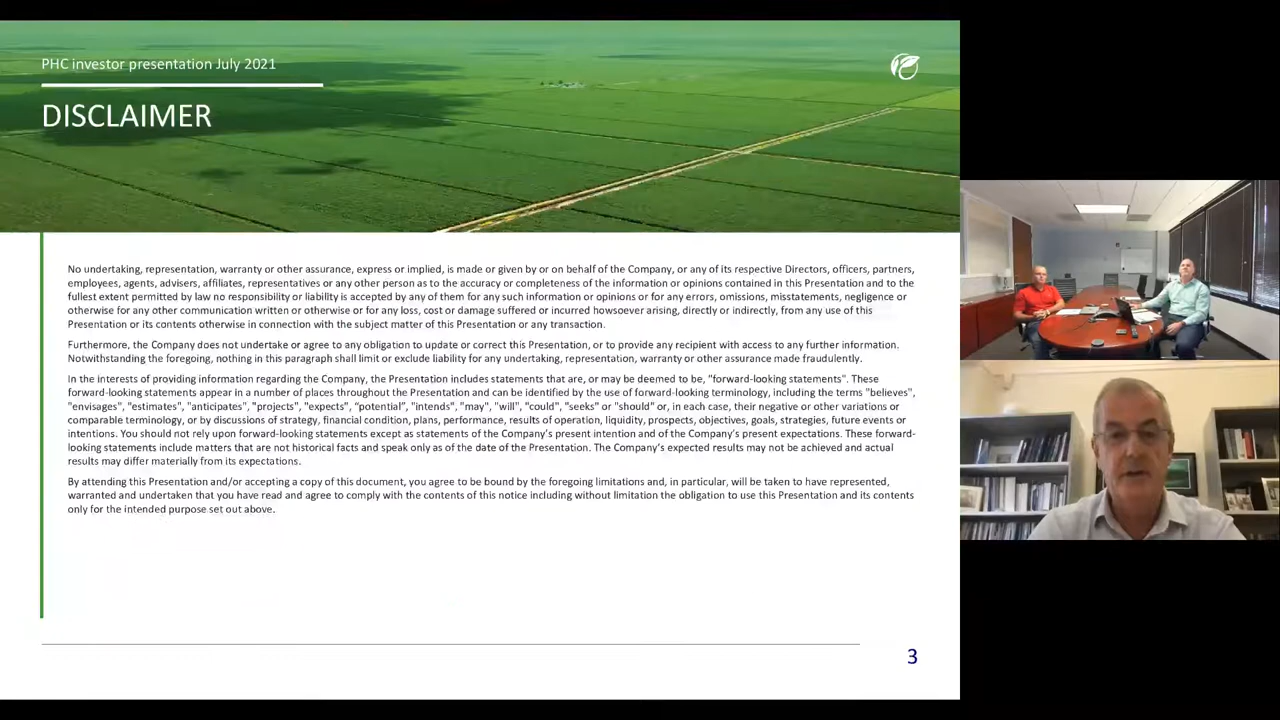 PHC investor presentation July 2021
DISCLAIMER
No undertaking, representation, warranty or other assurance, express or implied, is made or given by or on behalf of the Company, or any of its respective Directors, officers, partners,
employees, agents, advisers, affiliates, representatives or any other person as to the accuracy or completeness of the information or opinions contained in this Presentation and to the
fullest extent permitted by law no responsibility or liability is accepted by any of them for any such information or opinions or for any errors, omissions, misstatements, negligence or
otherwise for any other communication written or otherwise or for any loss, cost or damage suffered or incurred howsoever arising, directly or indirectly, from any use of this
Presentation or its contents otherwise in connection with the subject matter of this Presentation or any transaction.
Furthermore, the Company does not undertake or agree to any obligation to update or correct this Presentation, or to provide any recipient with access to any further information.
Notwithstanding the foregoing, nothing in this paragraph shall limit or exclude liability for any undertaking, representation, warranty or other assurance made fraudulently.
In the interests of providing information regarding the Company, the Presentation includes statements that are, or may be deemed to be, "forward-looking statements". These
forward-looking statements appear in a number of places throughout the Presentation and can be identified by the use of forward-looking terminology, including the terms "believes",
"envisages", "estimates", "anticipates", "projects", "expects", "potential", "intends", "may", "will", "could", "seeks" or "should" or, in each case, their negative or other variations or
comparable terminology, or by discussions of strategy, financial condition, plans, performance, results of operation, liquidity, prospects, objectives, goals, strategies, future events or
intentions. You should not rely upon forward-looking statements except as statements of the Company's present intention and of the Company's present expectations. These forward-
looking statements include matters that are not historical facts and speak only as of the date of the Presentation. The Company's expected results may not be achieved and actual
results may differ materially from its expectations.
By attending this Presentation and/or accepting a copy of this document, you agree to be bound by the foregoing limitations and, in particular, will be taken to have represented,
warranted and undertaken that you have read and agree to comply with the contents of this notice including without limitation the obligation to use this Presentation and its contents
only for the intended purpose set out above.
3